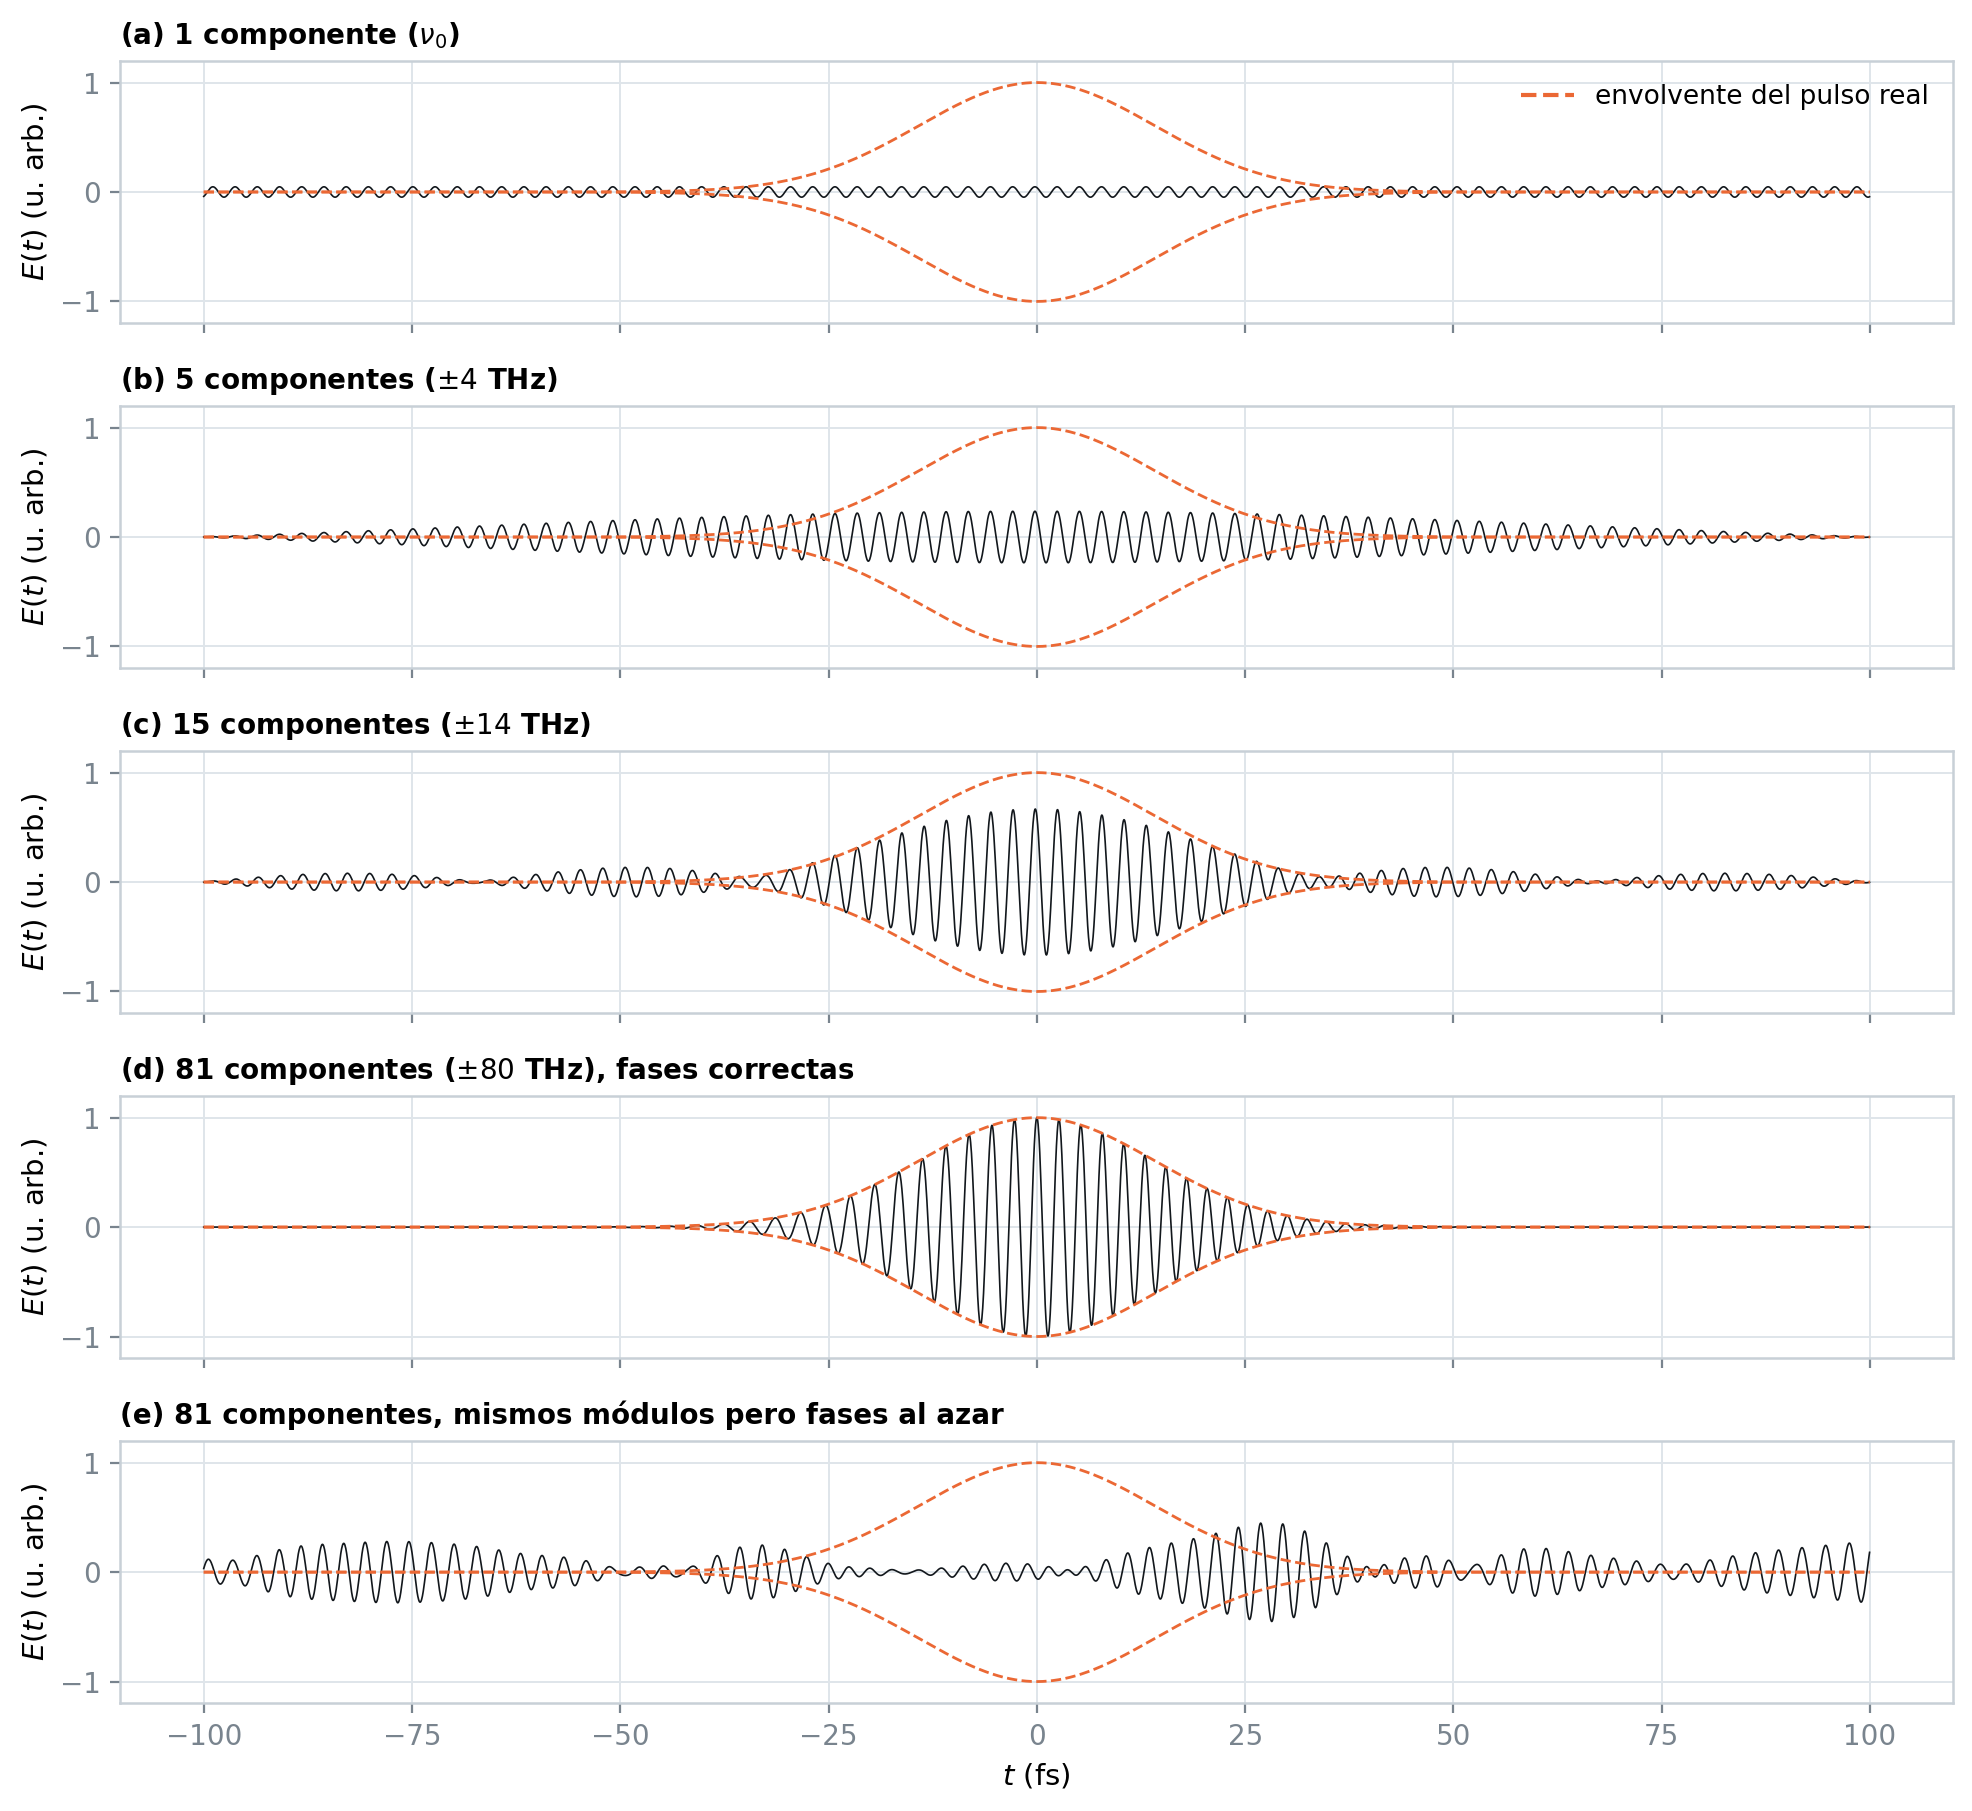 (a) 1 componente (ν₀)
1
0
−1
E(t) (u. arb.)
envolvente del pulso real
(b) 5 componentes (±4 THz)
1
0
−1
E(t) (u. arb.)
(c) 15 componentes (±14 THz)
1
0
−1
E(t) (u. arb.)
(d) 81 componentes (±80 THz), fases correctas
1
0
−1
E(t) (u. arb.)
(e) 81 componentes, mismos módulos pero fases al azar
1
0
−1
E(t) (u. arb.)
−100 −75 −50 −25 0 25 50 75 100
t (fs)